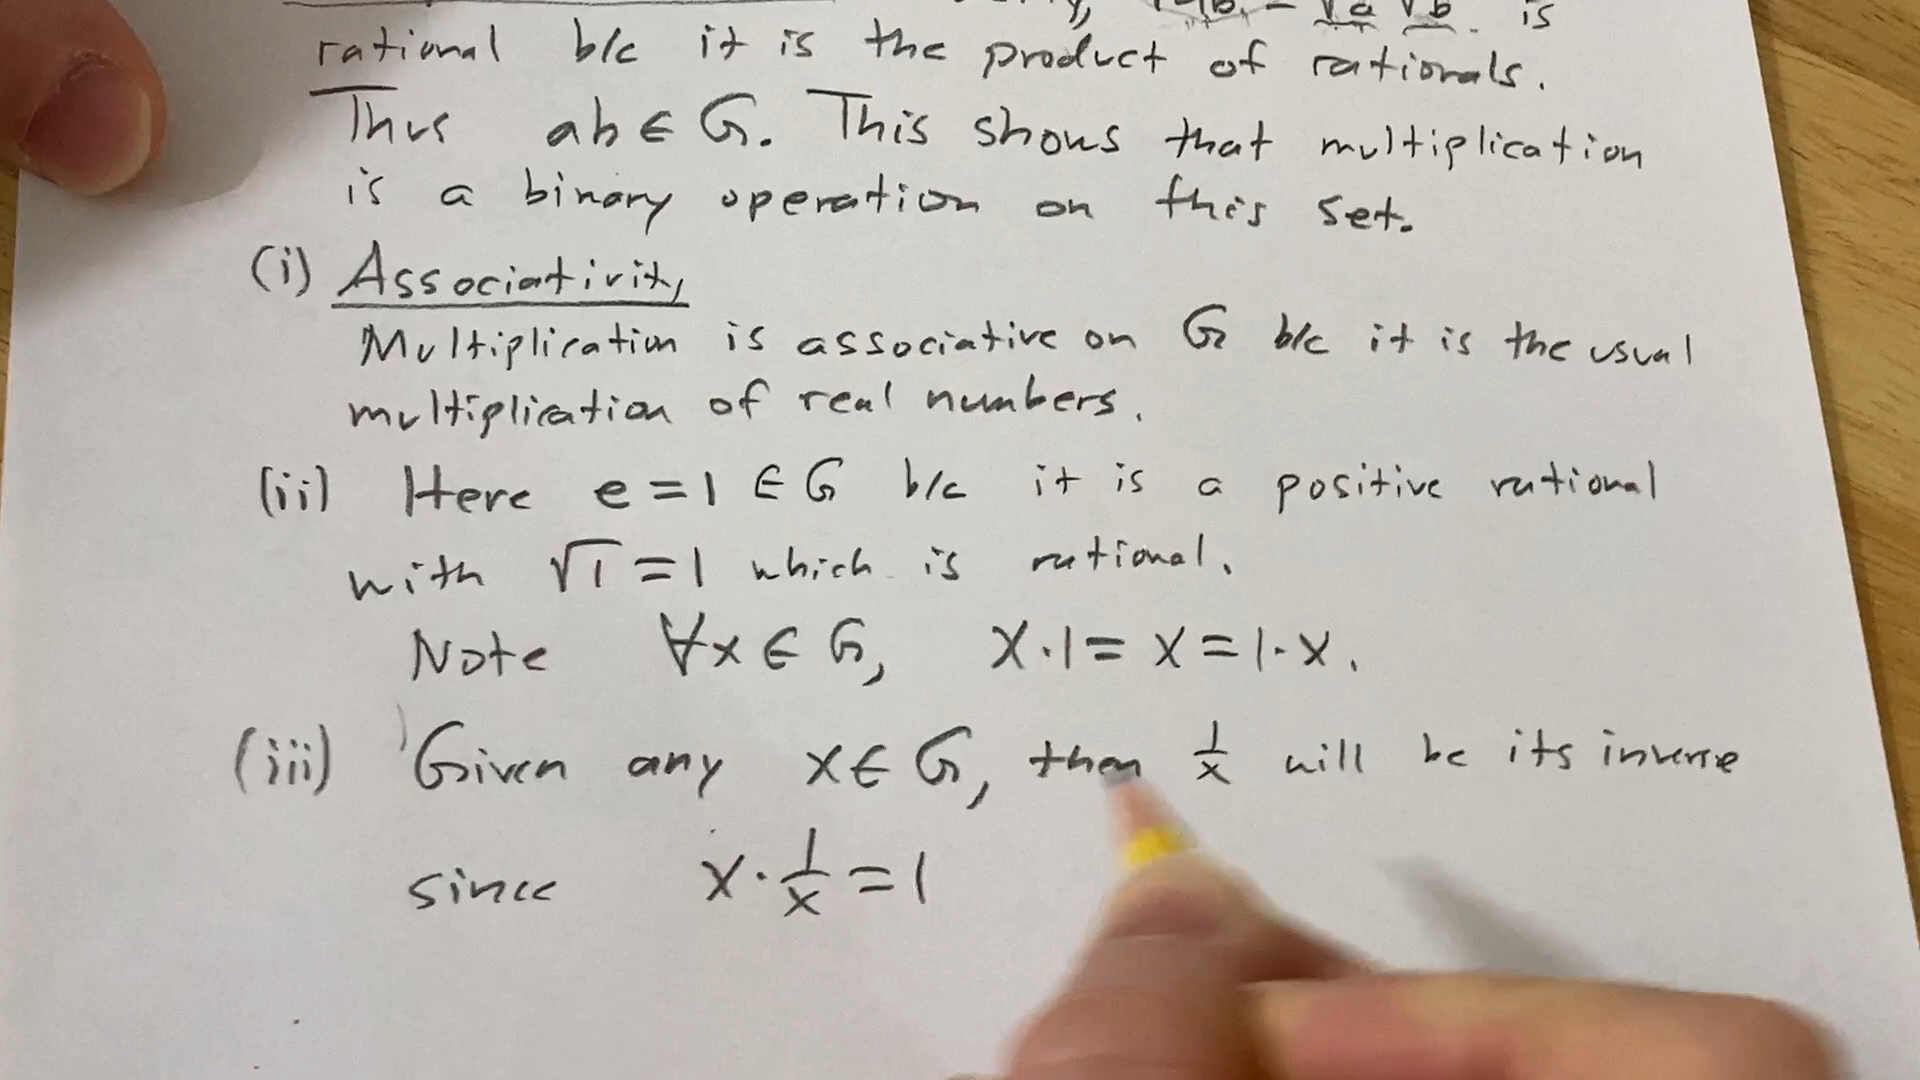 = √a √b. is
rational b/c it is the product of rationals.
Thus ab ∈ G. This shows that multiplication
is a binary operation on this set.
(i) Associativity
Multiplication is associative on G b/c it is the usual
multiplication of real numbers.
(ii) Here e = 1 ∈ G b/c it is a positive rational
with √1 = 1 which is rational.
Note ∀x ∈ G, x·1 = x = 1·x.
(iii) Given any x ∈ G, then 1/x will be its inverse
since x · 1/x = 1